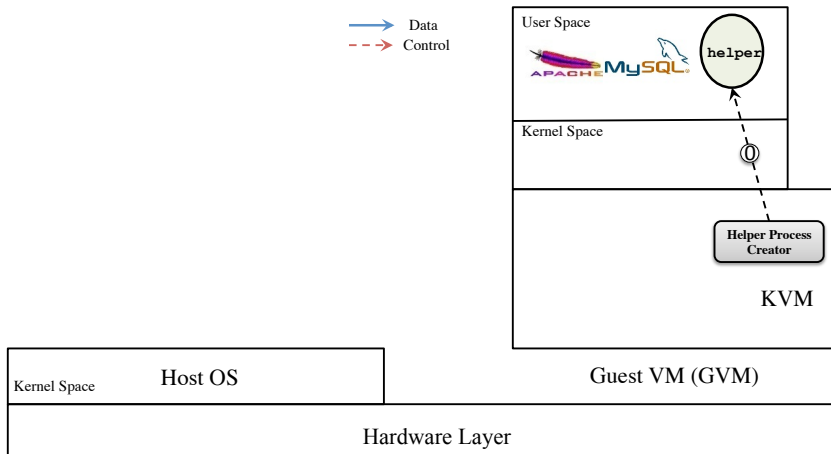 Data
Control
User Space
APACHE
MySQL
helper
Kernel Space
0
Helper Process
Creator
KVM
Host OS
Kernel Space
Guest VM (GVM)
Hardware Layer